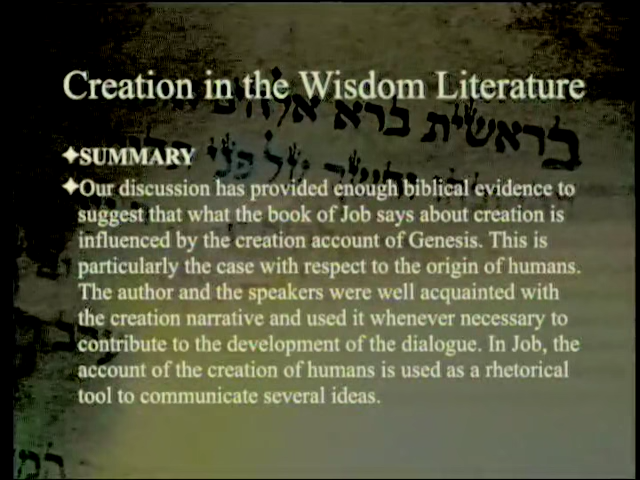 Creation in the Wisdom Literature
בראשית ברא אלהים
✦SUMMARY
✦Our discussion has provided enough biblical evidence to
suggest that what the book of Job says about creation is
influenced by the creation account of Genesis. This is
particularly the case with respect to the origin of humans.
The author and the speakers were well acquainted with
the creation narrative and used it whenever necessary to
contribute to the development of the dialogue. In Job, the
account of the creation of humans is used as a rhetorical
tool to communicate several ideas.